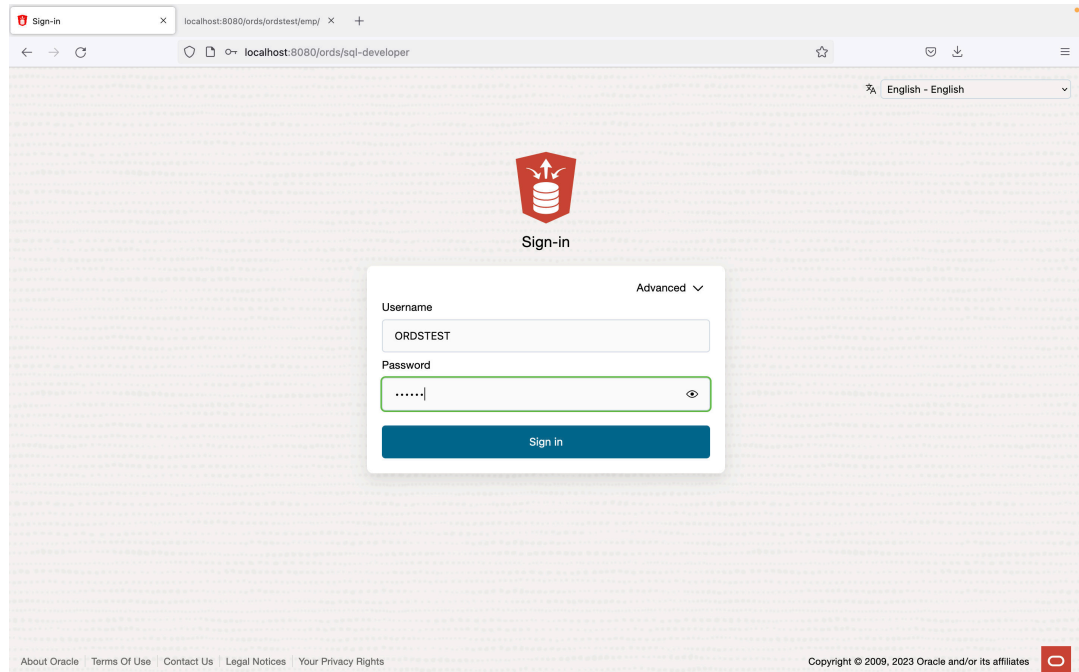 Sign-in
localhost:8080/ords/ordstest/emp/
localhost:8080/ords/sql-developer
English - English
Sign-in
Advanced
Username
ORDSTEST
Password
••••••
Sign in
About Oracle Terms Of Use Contact Us Legal Notices Your Privacy Rights
Copyright © 2009, 2023 Oracle and/or its affiliates